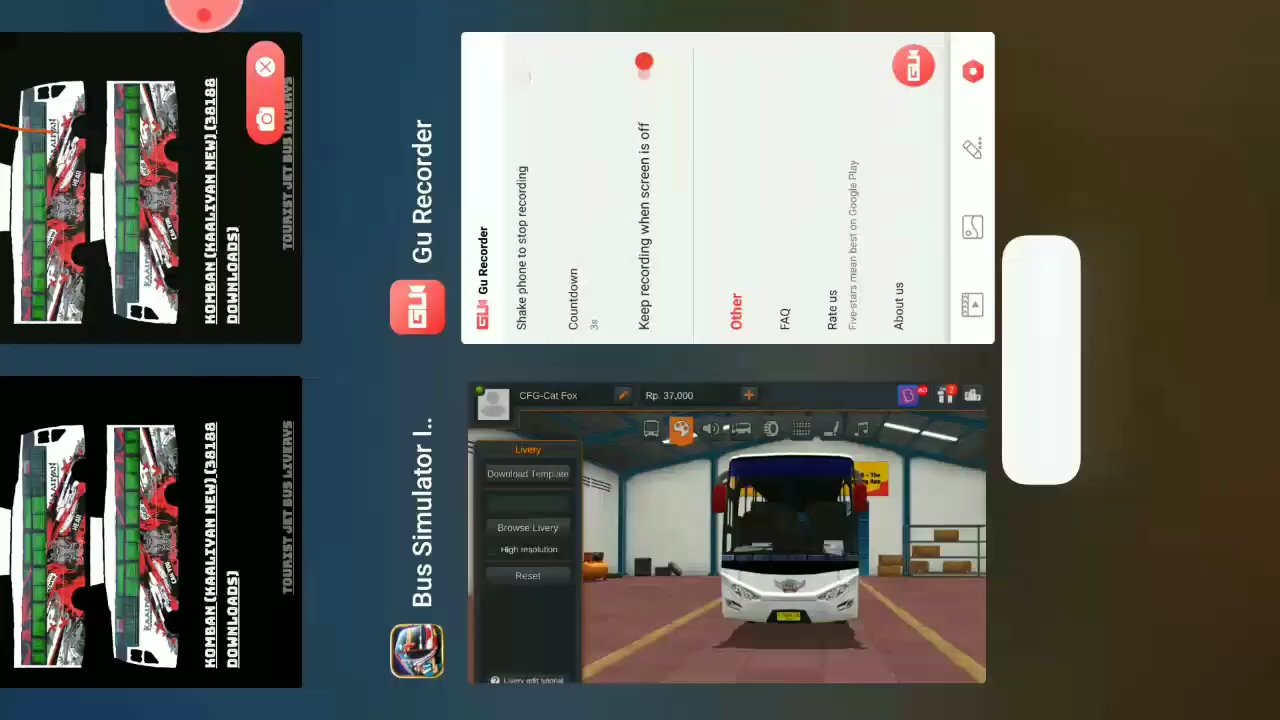 KOMBAN (KAALIYAN NEW) (38188
DOWNLOADS)
TOURIST JET BUS LIVERYS
KOMBAN (KAALIYAN NEW) (38188
DOWNLOADS)
TOURIST JET BUS LIVERYS
Gu Recorder
Gu Recorder
Shake phone to stop recording
Countdown
3s
Keep recording when screen is off
Other
FAQ
Rate us
Five-stars mean best on Google Play
About us
Bus Simulator I..
CFG-Cat Fox
Rp. 37,000
Livery
Download Template
Browse Livery
High resolution
Reset
Livery edit tutorial